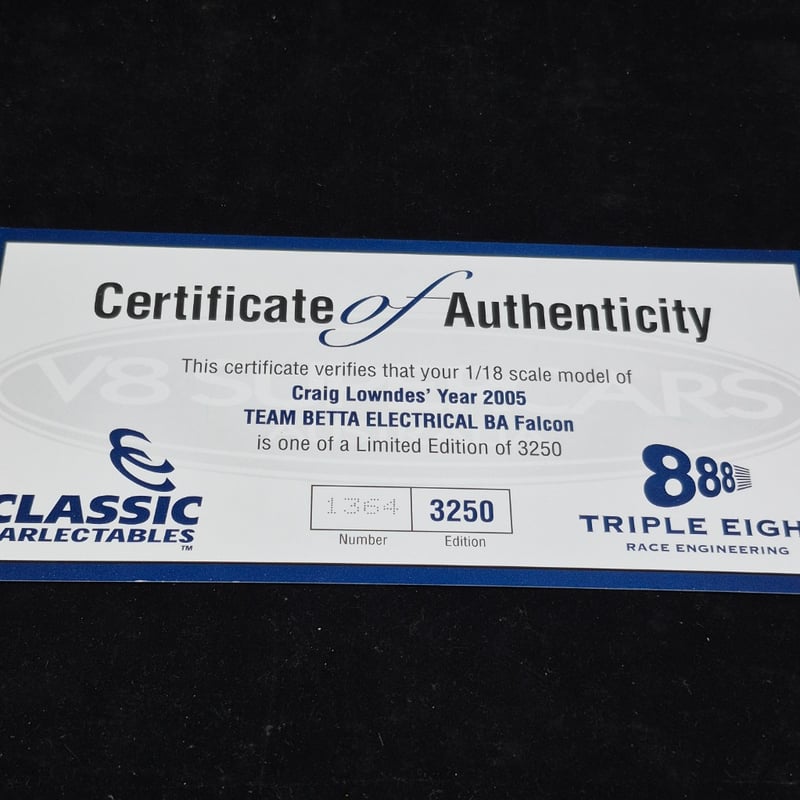 Certificate of Authenticity
This certificate verifies that your 1/18 scale model of
Craig Lowndes' Year 2005
TEAM BETTA ELECTRICAL BA Falcon
is one of a Limited Edition of 3250
1364 3250
Number Edition
CLASSIC
ARLECTABLES
TM
888
TRIPLE EIGH
RACE ENGINEERING